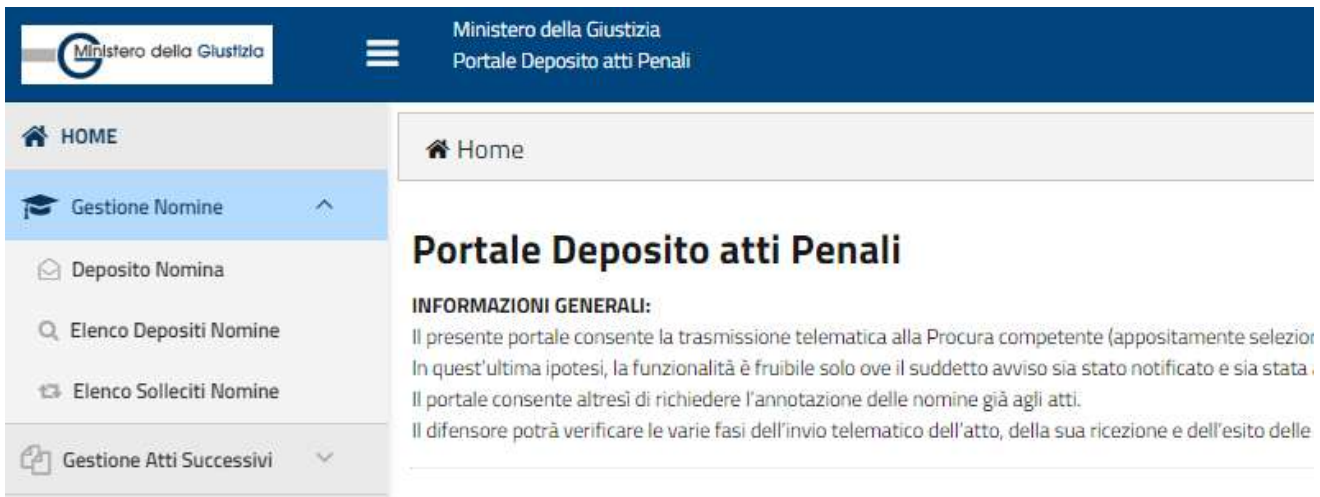 Ministero della Giustizia
Ministero della Giustizia
Portale Deposito atti Penali
HOME
Gestione Nomine
Deposito Nomina
Elenco Depositi Nomine
Elenco Solleciti Nomine
Gestione Atti Successivi
Home
Portale Deposito atti Penali
INFORMAZIONI GENERALI:
Il presente portale consente la trasmissione telematica alla Procura competente (appositamente selezion
In quest'ultima ipotesi, la funzionalità è fruibile solo ove il suddetto avviso sia stato notificato e sia stata
Il portale consente altresì di richiedere l'annotazione delle nomine già agli atti.
Il difensore potrà verificare le varie fasi dell'invio telematico dell'atto, della sua ricezione e dell'esito delle